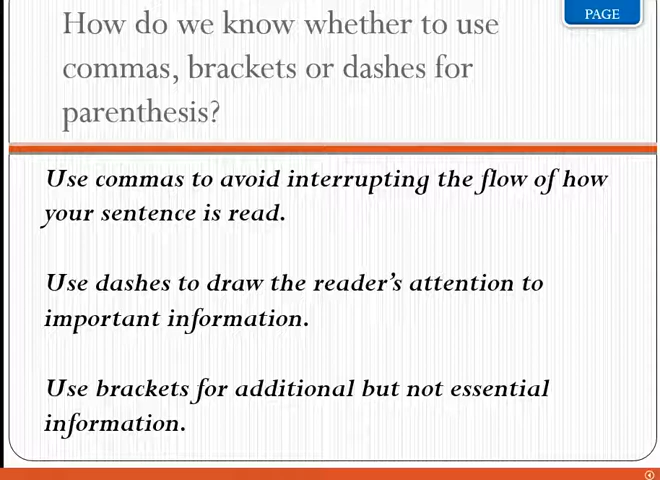 PAGE
How do we know whether to use
commas, brackets or dashes for
parenthesis?
Use commas to avoid interrupting the flow of how
your sentence is read.
Use dashes to draw the reader’s attention to
important information.
Use brackets for additional but not essential
information.